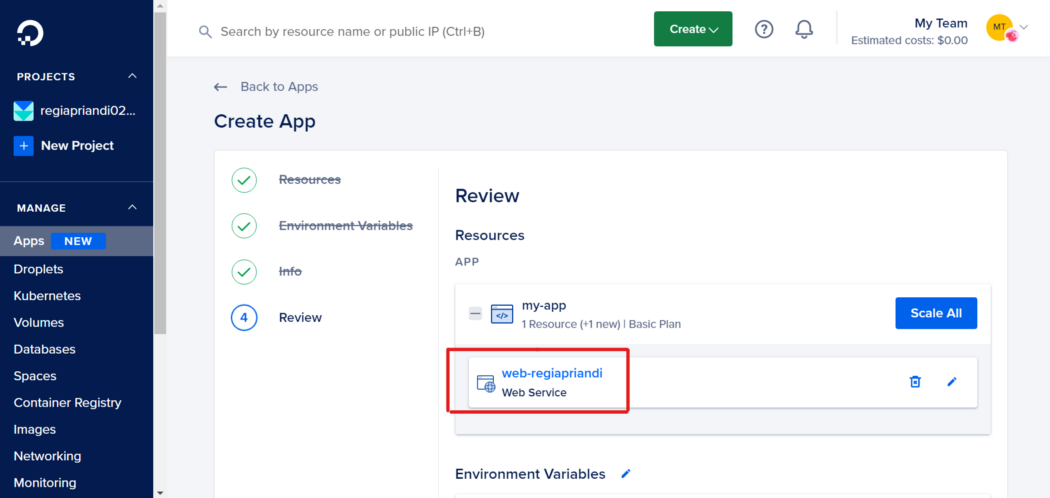 PROJECTS
regiapriandi02...
+ New Project
MANAGE
Apps NEW
Droplets
Kubernetes
Volumes
Databases
Spaces
Container Registry
Images
Networking
Monitoring
Search by resource name or public IP (Ctrl+B)
Create
?
My Team
Estimated costs: $0.00
MT
← Back to Apps
Create App
Resources
Environment Variables
Info
4 Review
Review
Resources
APP
my-app
1 Resource (+1 new) | Basic Plan
Scale All
web-regiapriandi
Web Service
Environment Variables